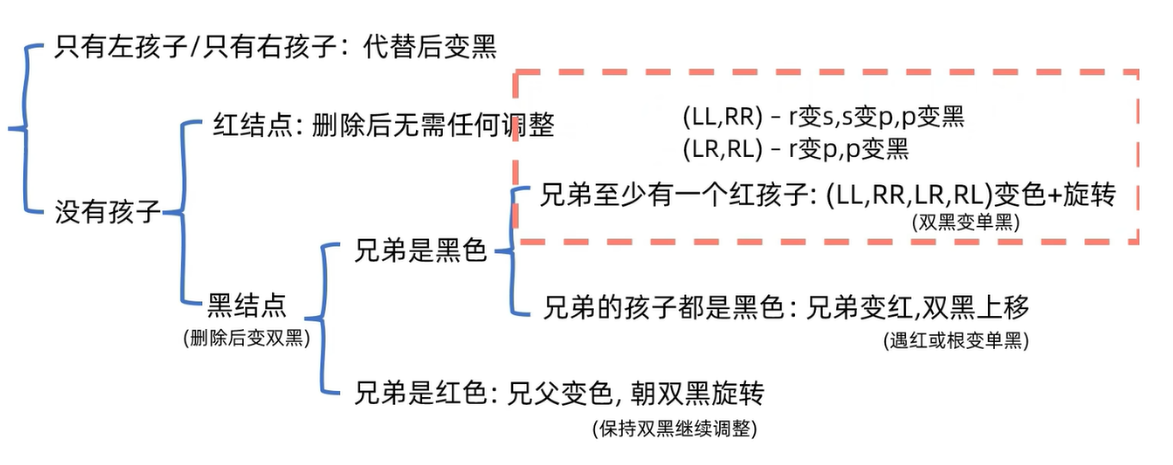 只有左孩子/只有右孩子：代替后变黑
红结点：删除后无需任何调整
(LL,RR) – r变s,s变p,p变黑
(LR,RL) – r变p,p变黑
兄弟至少有一个红孩子: (LL,RR,LR,RL)变色+旋转
(双黑变单黑)
没有孩子
兄弟是黑色
黑结点
(删除后变双黑)
兄弟的孩子都是黑色：兄弟变红,双黑上移
(遇红或根变单黑)
兄弟是红色：兄父变色, 朝双黑旋转
(保持双黑继续调整)